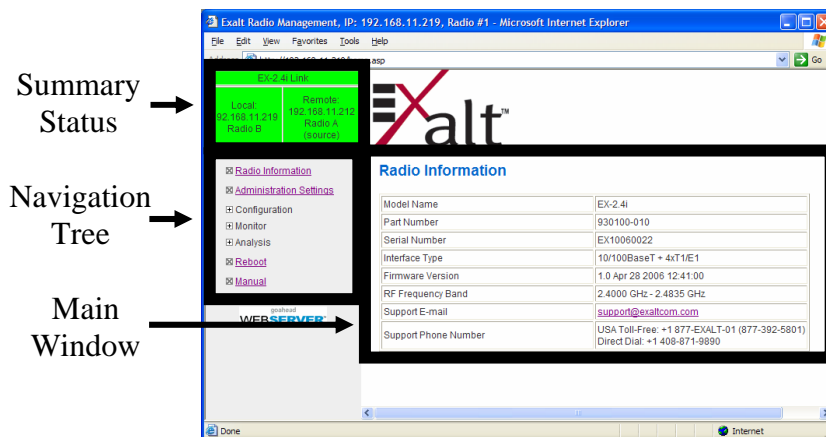 Exalt Radio Management, IP: 192.168.11.219, Radio #1 - Microsoft Internet Explorer
File Edit View Favorites Tools Help
.asp
Go
Summary
Status
EX-2.4i Link
Local:
92.168.11.219
Radio B
Remote:
192.168.11.212
Radio A
(source)
EXalt™
Navigation
Tree
Radio Information
Administration Settings
Configuration
Monitor
Analysis
Reboot
Manual
Main
Window
goahead
WEBSERVER
Radio Information
Model Name EX-2.4i
Part Number 930100-010
Serial Number EX10060022
Interface Type 10/100BaseT + 4xT1/E1
Firmware Version 1.0 Apr 28 2006 12:41:00
RF Frequency Band 2.4000 GHz - 2.4835 GHz
Support E-mail support@exaltcom.com
Support Phone Number USA Toll-Free: +1 877-EXALT-01 (877-392-5801)
Direct Dial: +1 408-871-9890
Done
Internet